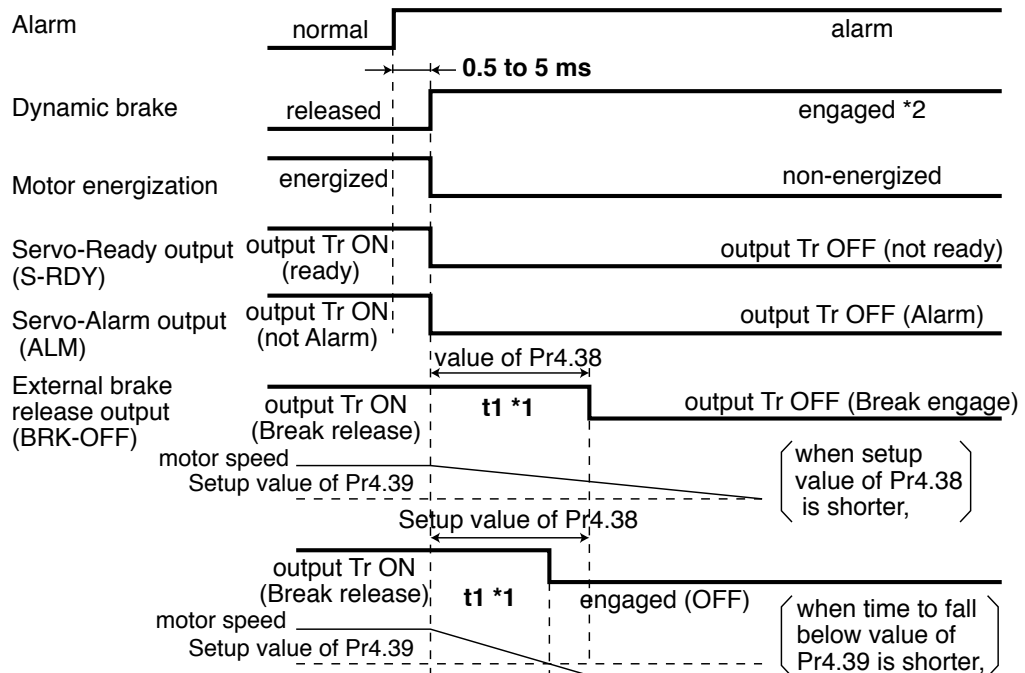 Alarm
normal
alarm
0.5 to 5 ms
Dynamic brake
released
engaged *2
Motor energization
energized
non-energized
Servo-Ready output
(S-RDY)
output Tr ON
(ready)
output Tr OFF (not ready)
Servo-Alarm output
(ALM)
output Tr ON
(not Alarm)
output Tr OFF (Alarm)
value of Pr4.38
External brake
release output
(BRK-OFF)
output Tr ON
(Break release)
t1 *1
output Tr OFF (Break engage)
motor speed
Setup value of Pr4.39
when setup
value of Pr4.38
is shorter,
Setup value of Pr4.38
output Tr ON
(Break release)
t1 *1
engaged (OFF)
motor speed
Setup value of Pr4.39
when time to fall
below value of
Pr4.39 is shorter,